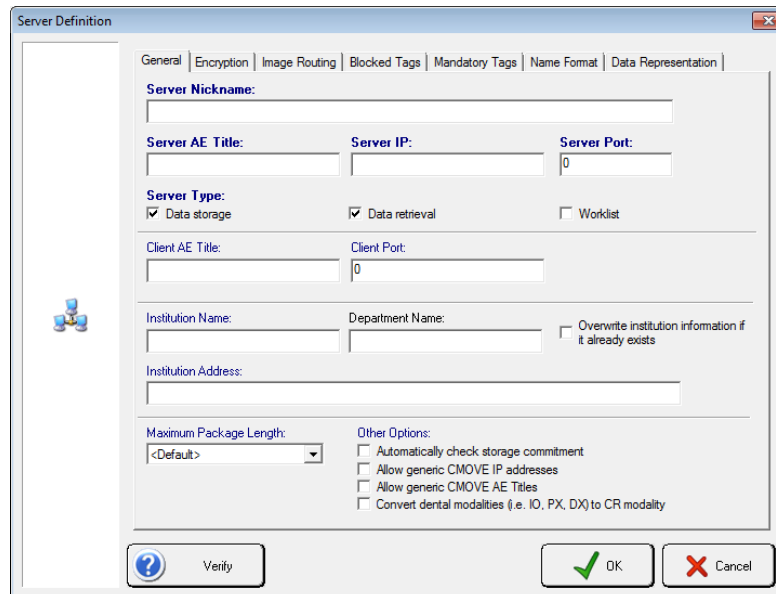 Server Definition
General Encryption Image Routing Blocked Tags Mandatory Tags Name Format Data Representation
Server Nickname:
Server AE Title: Server IP: Server Port:
0
Server Type:
Data storage Data retrieval Worklist
Client AE Title: Client Port:
0
Institution Name: Department Name:
Overwrite institution information if
it already exists
Institution Address:
Maximum Package Length: Other Options:
<Default> Automatically check storage commitment
Allow generic CMOVE IP addresses
Allow generic CMOVE AE Titles
Convert dental modalities (i.e. IO, PX, DX) to CR modality
? Verify OK Cancel